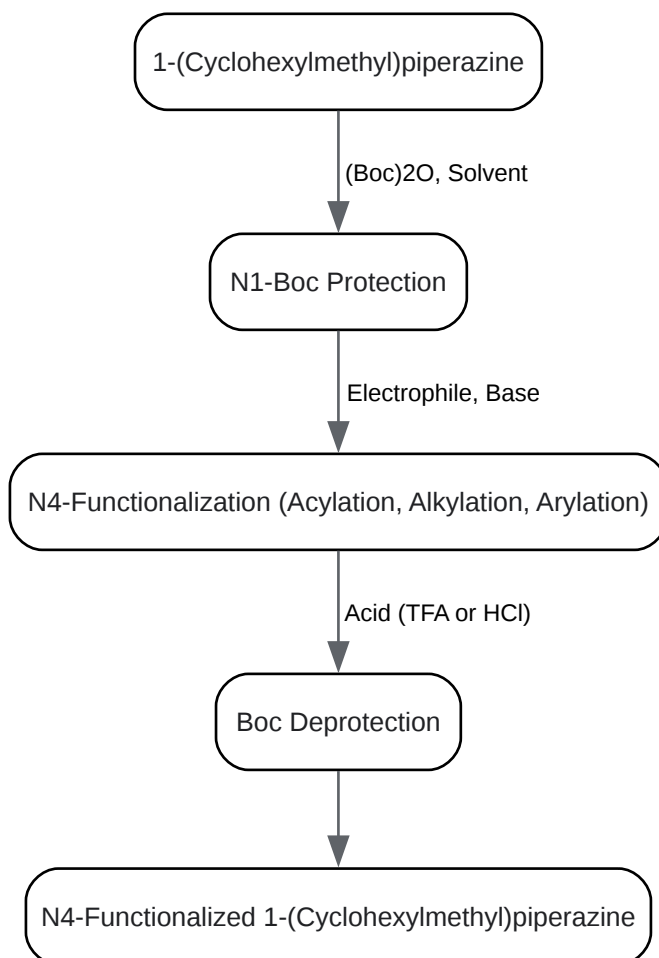 1-(Cyclohexylmethyl)piperazine
(Boc)2O, Solvent
N1-Boc Protection
Electrophile, Base
N4-Functionalization (Acylation, Alkylation, Arylation)
Acid (TFA or HCl)
Boc Deprotection
N4-Functionalized 1-(Cyclohexylmethyl)piperazine